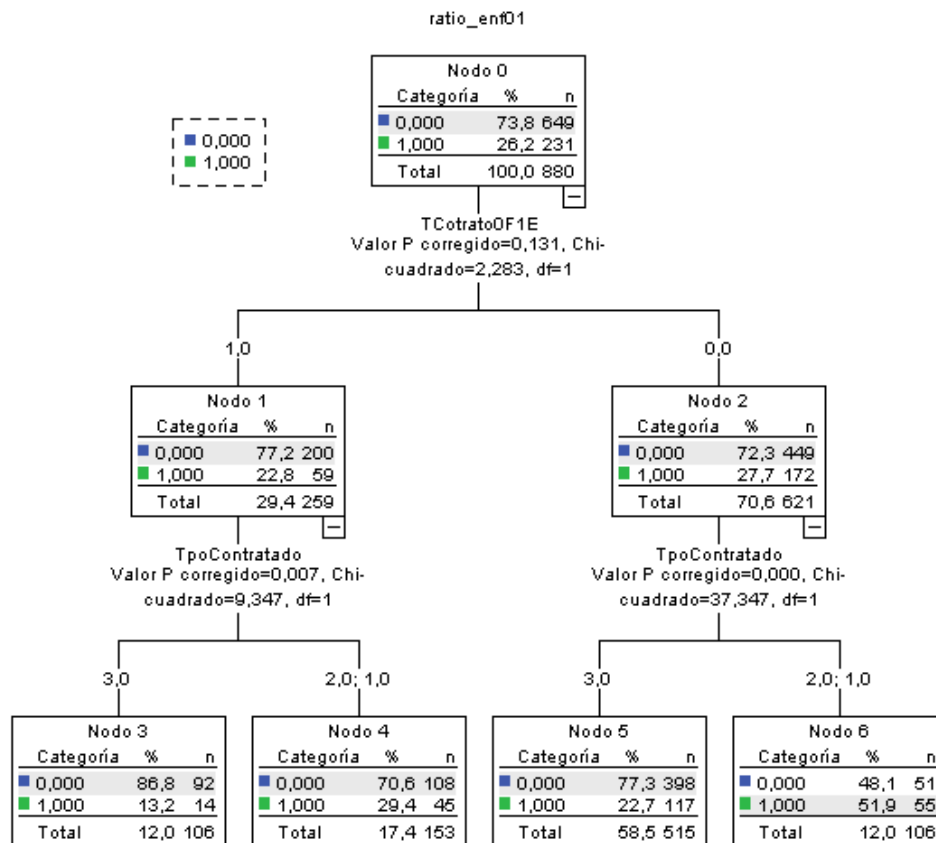 ratio_enf01
Nodo 0
Categoría % n
0,000 73,8 649
1,000 26,2 231
Total 100,0 880
0,000
1,000
TCotrato0F1E
Valor P corregido=0,131, Chi-
cuadrado=2,283, df=1
1,0
0,0
Nodo 1
Categoría % n
0,000 77,2 200
1,000 22,8 59
Total 29,4 259
Nodo 2
Categoría % n
0,000 72,3 449
1,000 27,7 172
Total 70,6 621
TpoContratado
Valor P corregido=0,007, Chi-
cuadrado=9,347, df=1
TpoContratado
Valor P corregido=0,000, Chi-
cuadrado=37,347, df=1
3,0
2,0; 1,0
3,0
2,0; 1,0
Nodo 3
Categoría % n
0,000 86,8 92
1,000 13,2 14
Total 12,0 106
Nodo 4
Categoría % n
0,000 70,6 108
1,000 29,4 45
Total 17,4 153
Nodo 5
Categoría % n
0,000 77,3 398
1,000 22,7 117
Total 58,5 515
Nodo 6
Categoría % n
0,000 48,1 51
1,000 51,9 55
Total 12,0 106